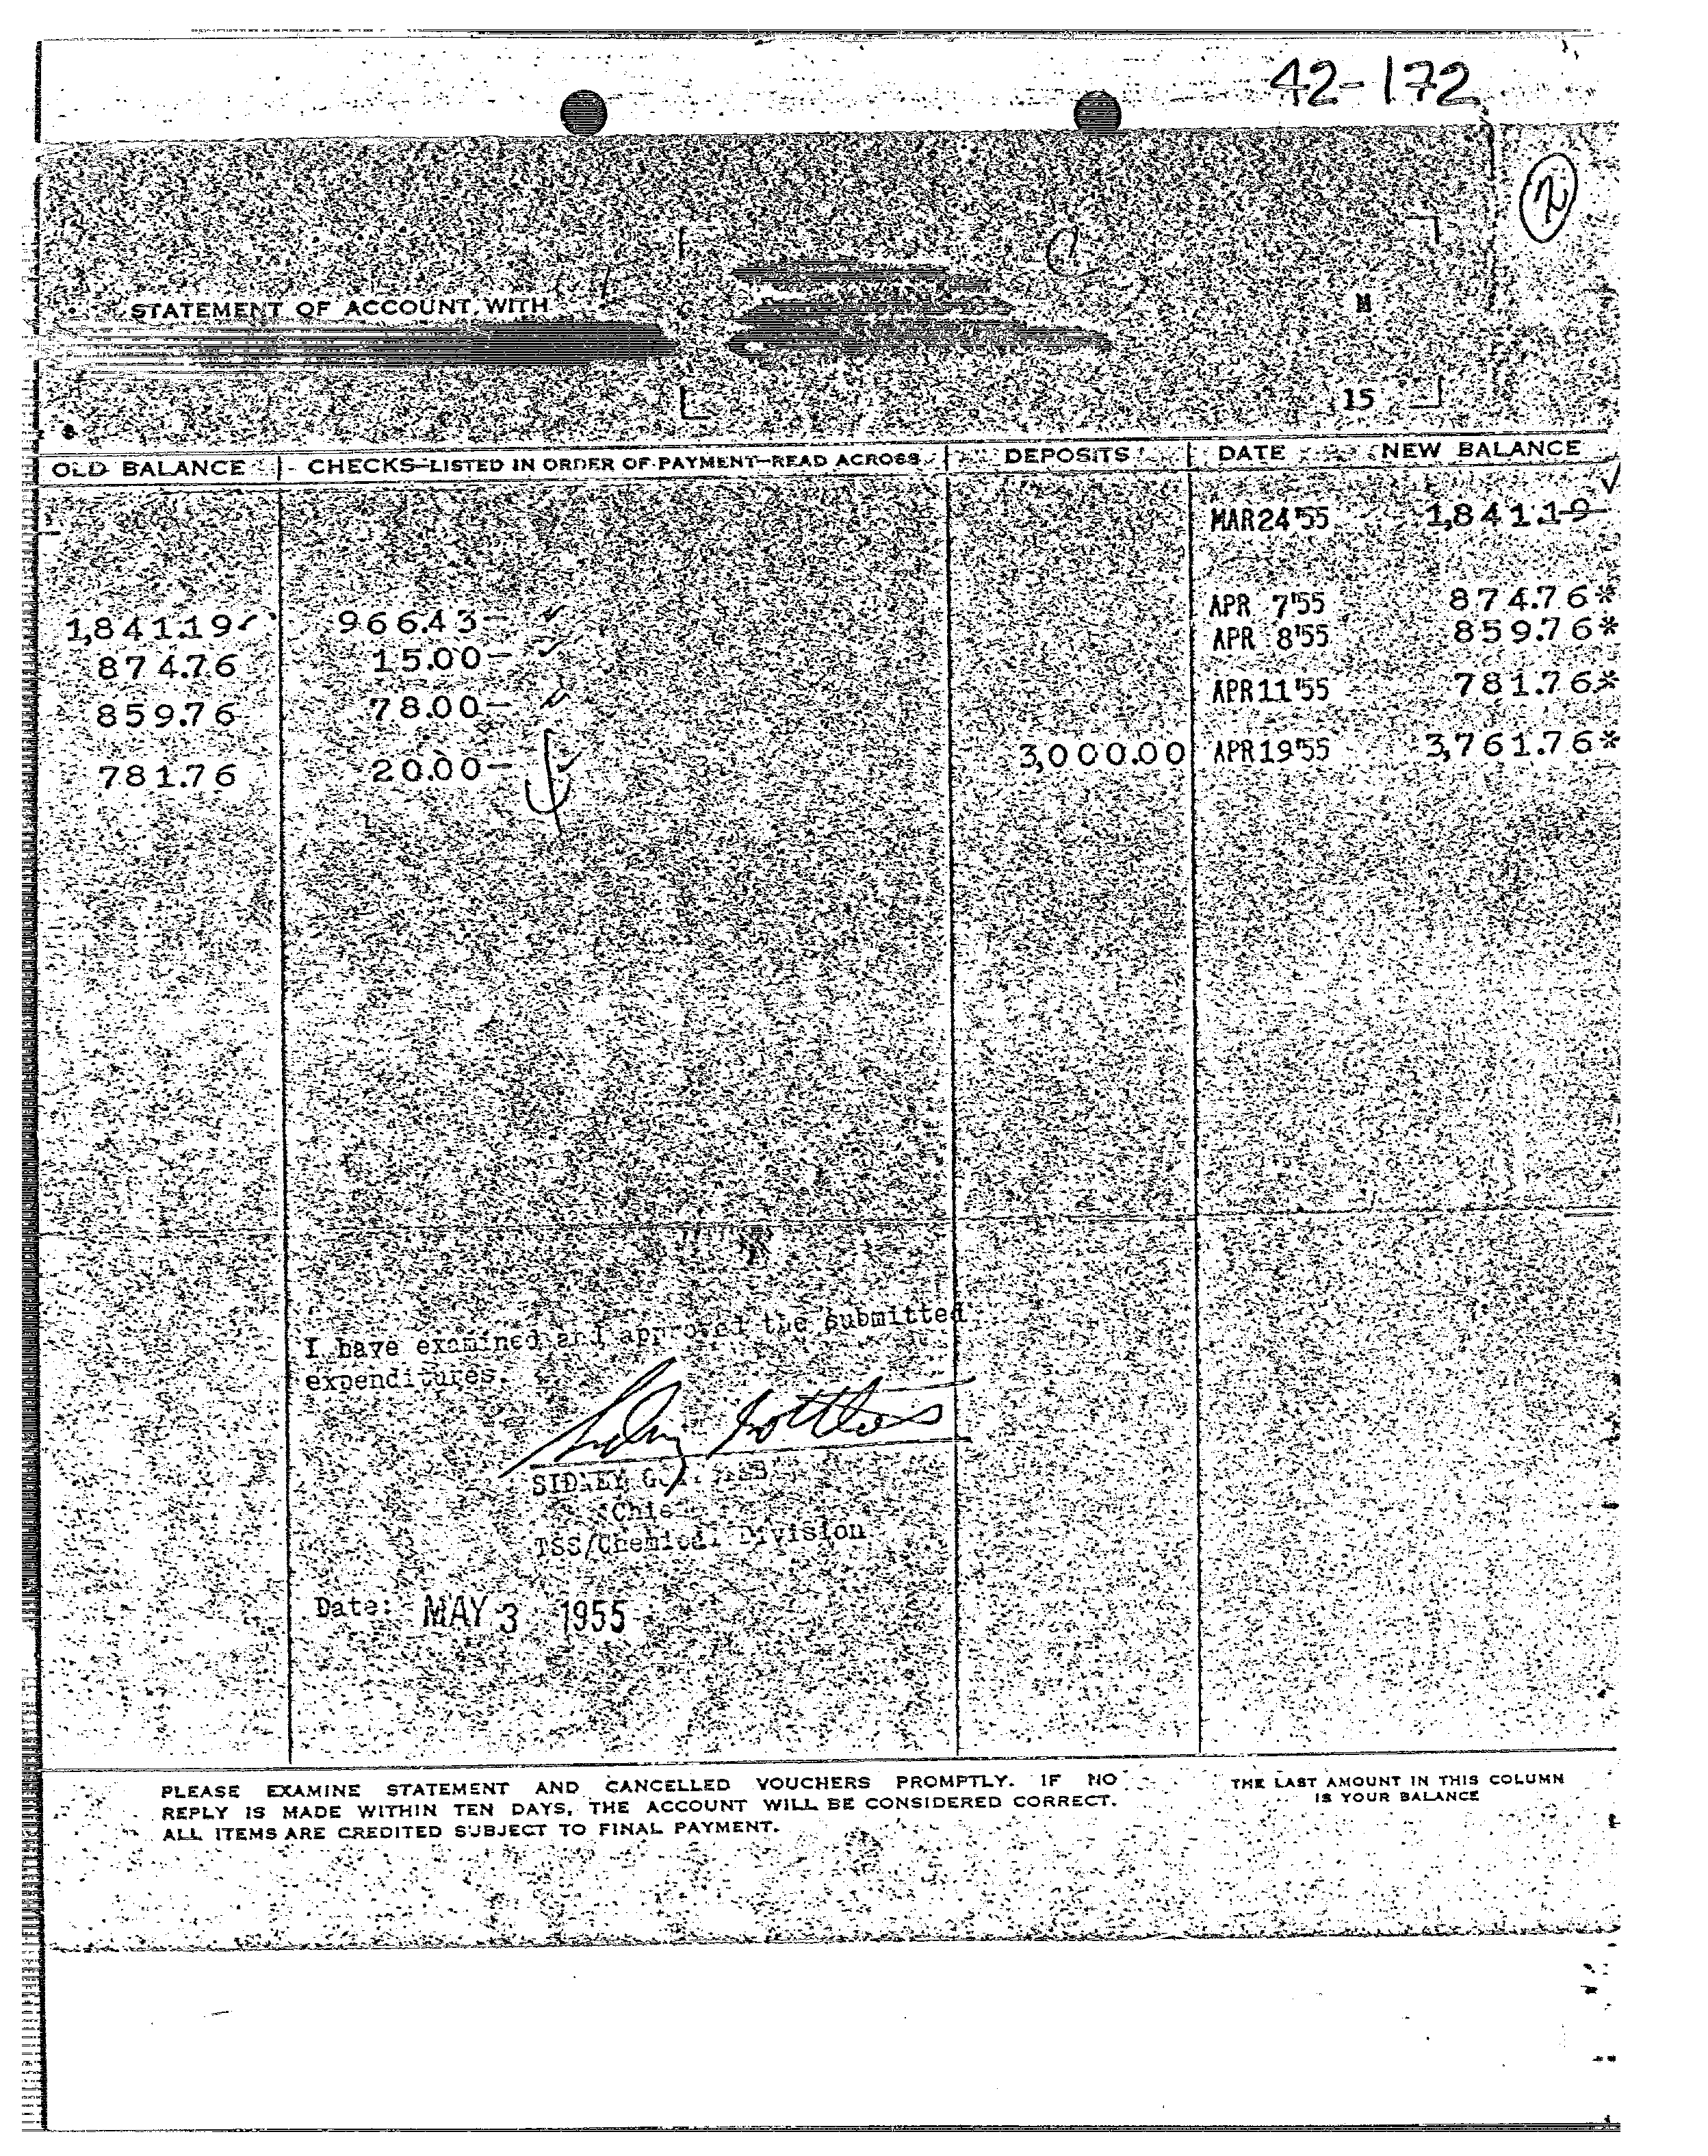 42-172
2
STATEMENT OF ACCOUNT WITH
M
15
OLD BALANCE CHECKS-LISTED IN ORDER OF PAYMENT-READ ACROSS DEPOSITS DATE NEW BALANCE
MAR 24 '55 1,841.19
1,841.19 966.43- APR 7 '55 874.76*
874.76 15.00- APR 8 '55 859.76*
859.76 78.00- APR 11 '55 781.76*
781.76 20.00- 3,000.00 APR 19 '55 3,761.76*
I have examined and approved the submitted
expenditures.
Sidney Gottlieb
SIDNEY GOTTLIEB
Chief
TSS/Chemical Division
Date: MAY 3 1955
PLEASE EXAMINE STATEMENT AND CANCELLED VOUCHERS PROMPTLY. IF NO
REPLY IS MADE WITHIN TEN DAYS, THE ACCOUNT WILL BE CONSIDERED CORRECT.
ALL ITEMS ARE CREDITED SUBJECT TO FINAL PAYMENT.
THE LAST AMOUNT IN THIS COLUMN
IS YOUR BALANCE